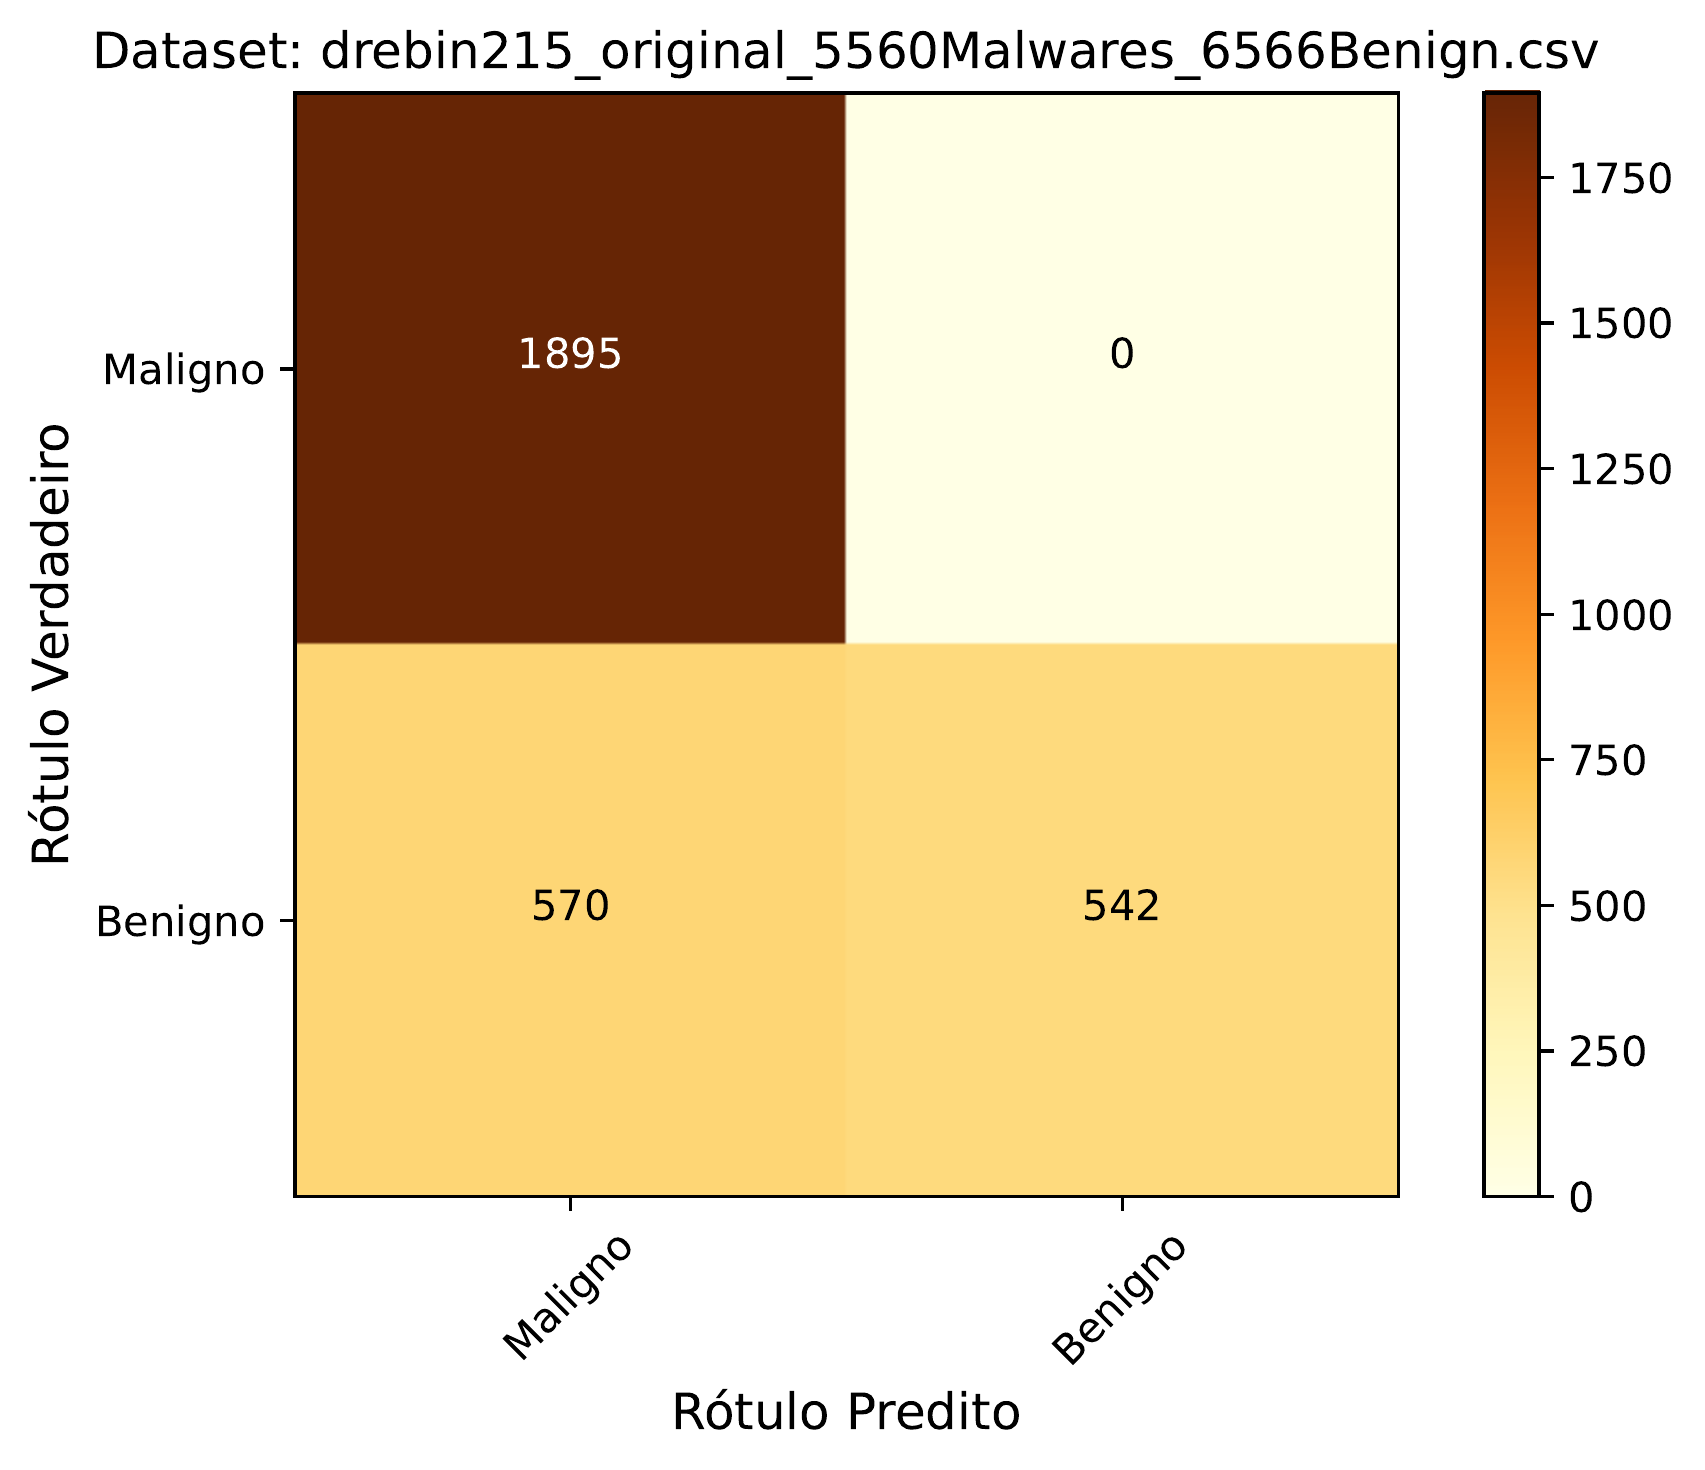 Dataset: drebin215_original_5560Malwares_6566Benign.csv
Rótulo Verdadeiro
Maligno
Benigno
1895
0
570
542
Maligno
Benigno
Rótulo Predito
1750
1500
1250
1000
750
500
250
0